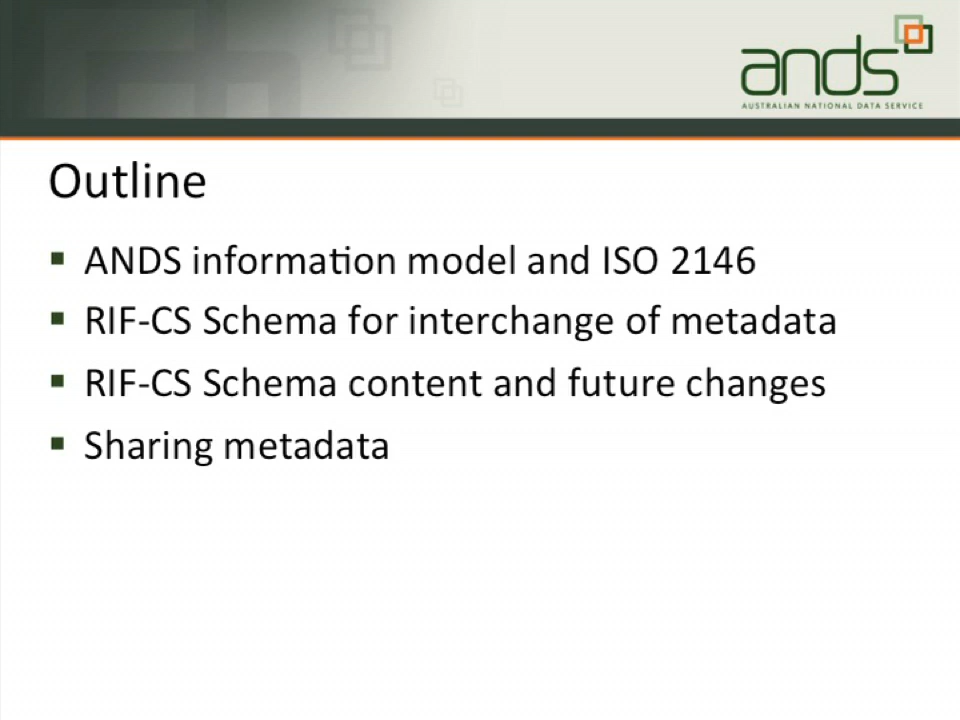 ands
AUSTRALIAN NATIONAL DATA SERVICE
Outline
ANDS information model and ISO 2146
RIF-CS Schema for interchange of metadata
RIF-CS Schema content and future changes
Sharing metadata